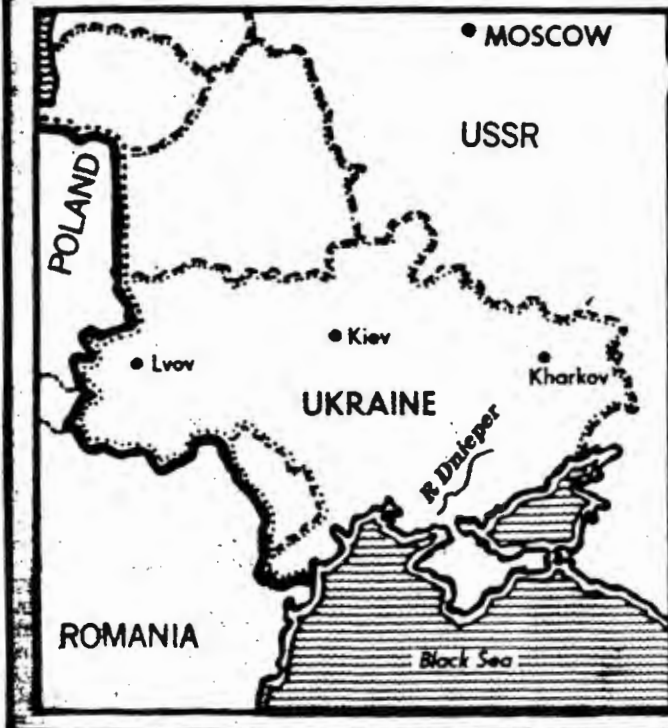 MOSCOW
USSR
POLAND
Kiev
Lvov
Kharkov
UKRAINE
R Dnieper
ROMANIA
Black Sea